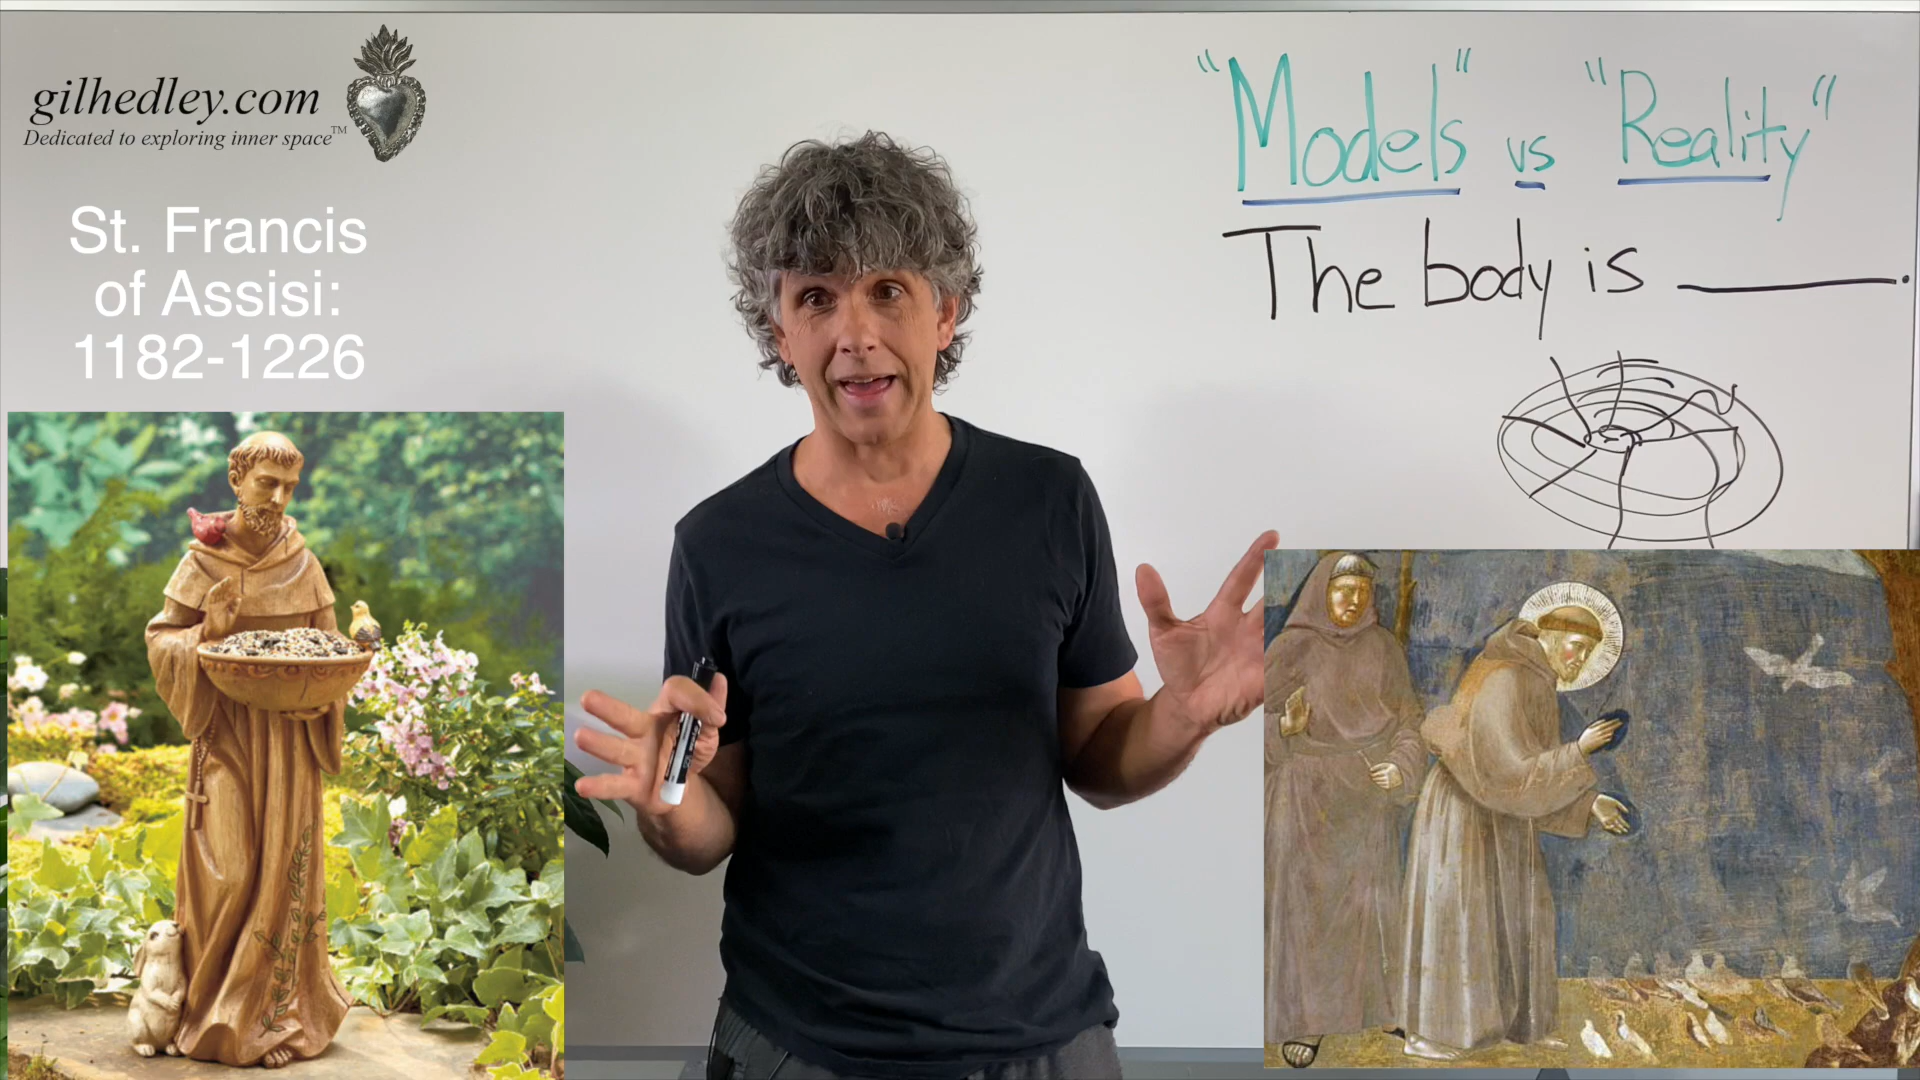 gilhedley.com
Dedicated to exploring inner space™
St. Francis
of Assisi:
1182-1226
"Models" vs "Reality"
The body is ______.